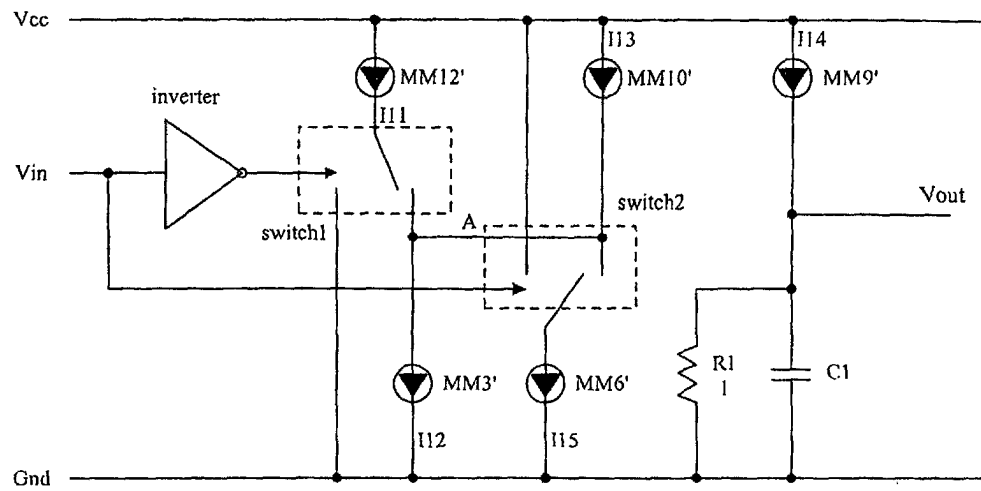 Vcc
I13
I14
MM12'
MM10'
MM9'
inverter
I11
Vin
Vout
switch2
switch1
A
R1
1
C1
MM3'
MM6'
I12
I15
Gnd